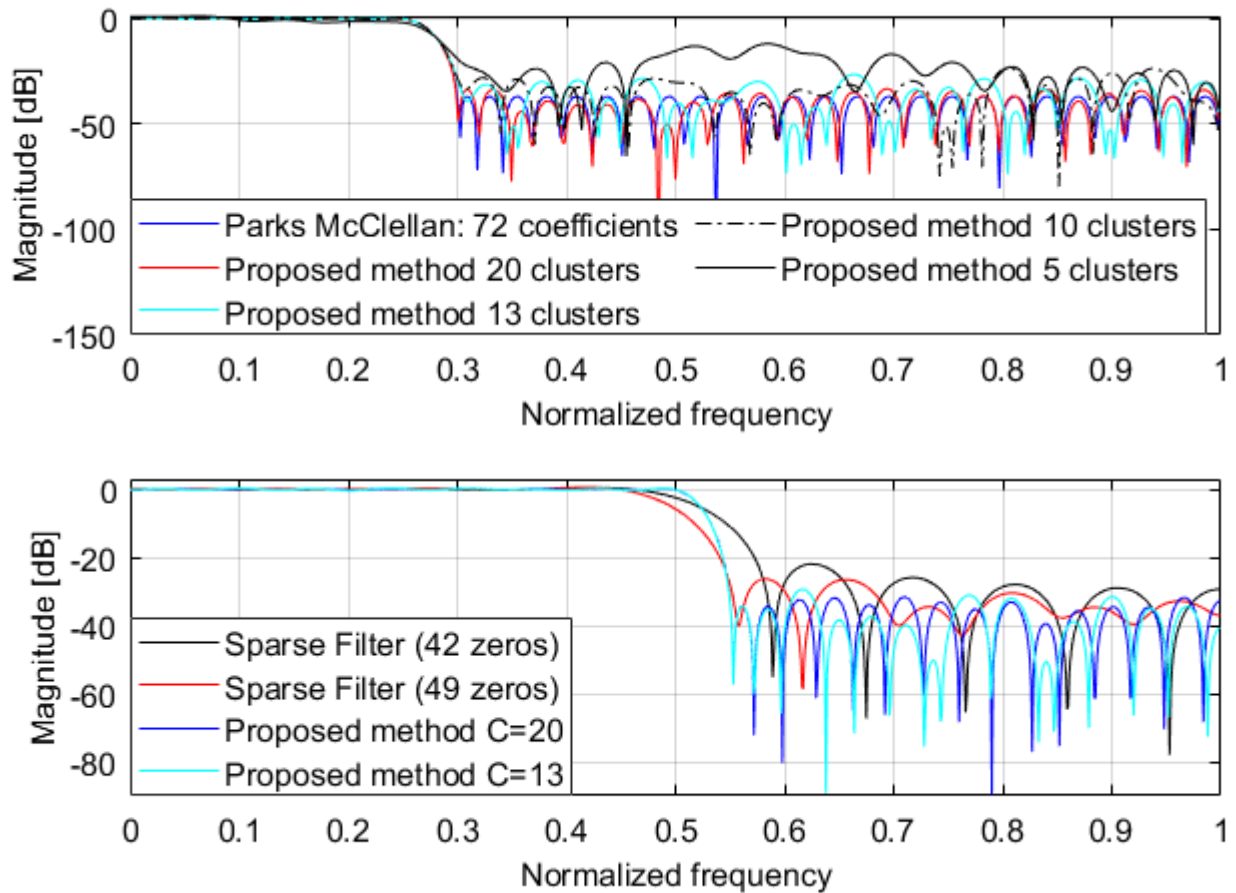 0
-50
-100
-150
Magnitude [dB]
Parks McClellan: 72 coefficients
Proposed method 20 clusters
Proposed method 13 clusters
Proposed method 10 clusters
Proposed method 5 clusters
0 0.1 0.2 0.3 0.4 0.5 0.6 0.7 0.8 0.9 1
Normalized frequency
0
-20
-40
-60
-80
Magnitude [dB]
Sparse Filter (42 zeros)
Sparse Filter (49 zeros)
Proposed method C=20
Proposed method C=13
0 0.1 0.2 0.3 0.4 0.5 0.6 0.7 0.8 0.9 1
Normalized frequency